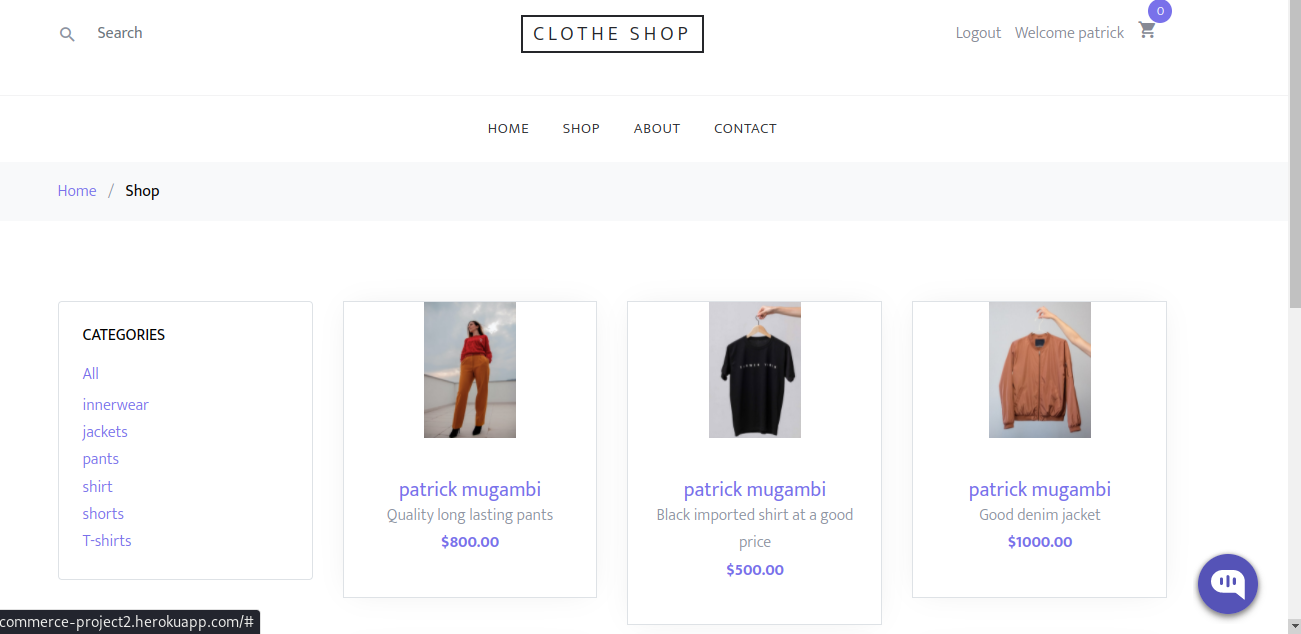 Search
CLOTHE SHOP
Logout Welcome patrick 0
HOME SHOP ABOUT CONTACT
Home / Shop
CATEGORIES
All
innerwear
jackets
pants
shirt
shorts
T-shirts
patrick mugambi
Quality long lasting pants
$800.00
patrick mugambi
Black imported shirt at a good
price
$500.00
patrick mugambi
Good denim jacket
$1000.00
commerce-project2.herokuapp.com/#